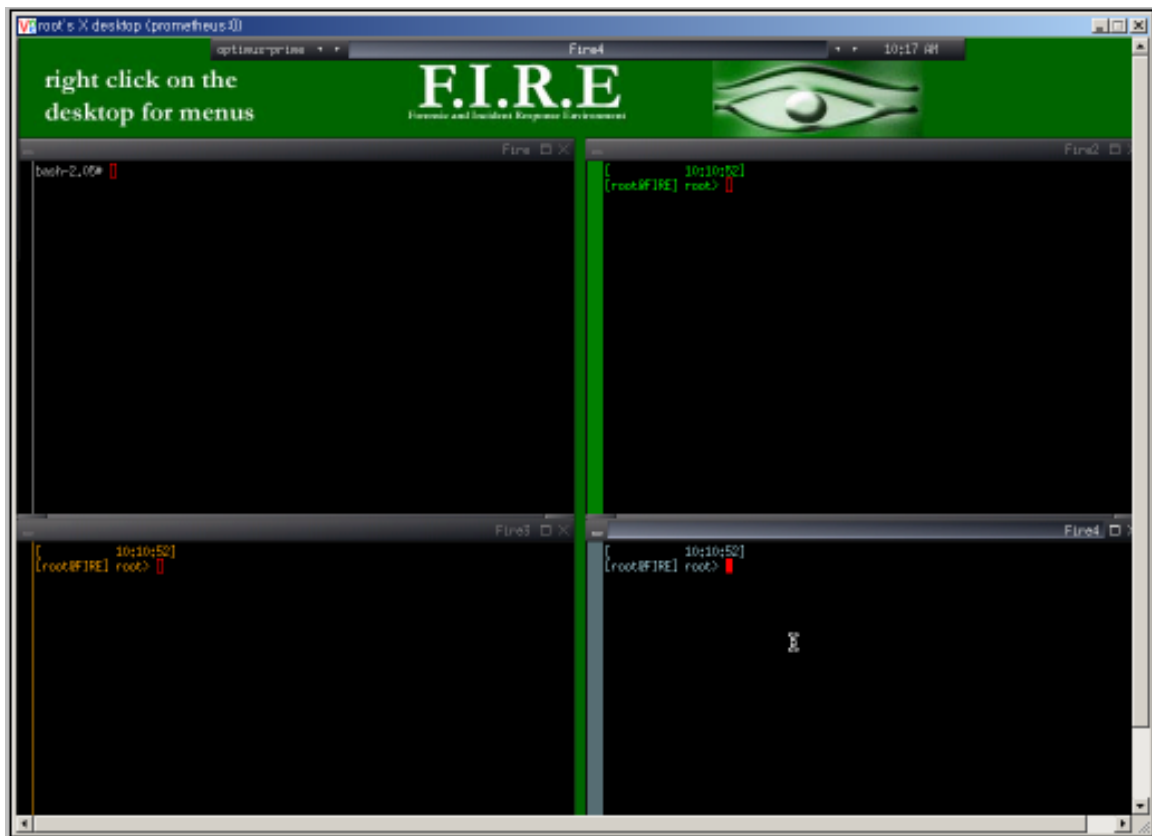 root's X desktop (prometheus:0)
optimus-prime Fire4 10:17 AM
right click on the
desktop for menus
F.I.R.E
Forensic and Incident Response Environment
Fire
bash-2.05#
Fire2
[ 10:10:52]
[root@FIRE] root>
Fire3
[ 10:10:52]
[root@FIRE] root>
Fire4
[ 10:10:52]
[root@FIRE] root>